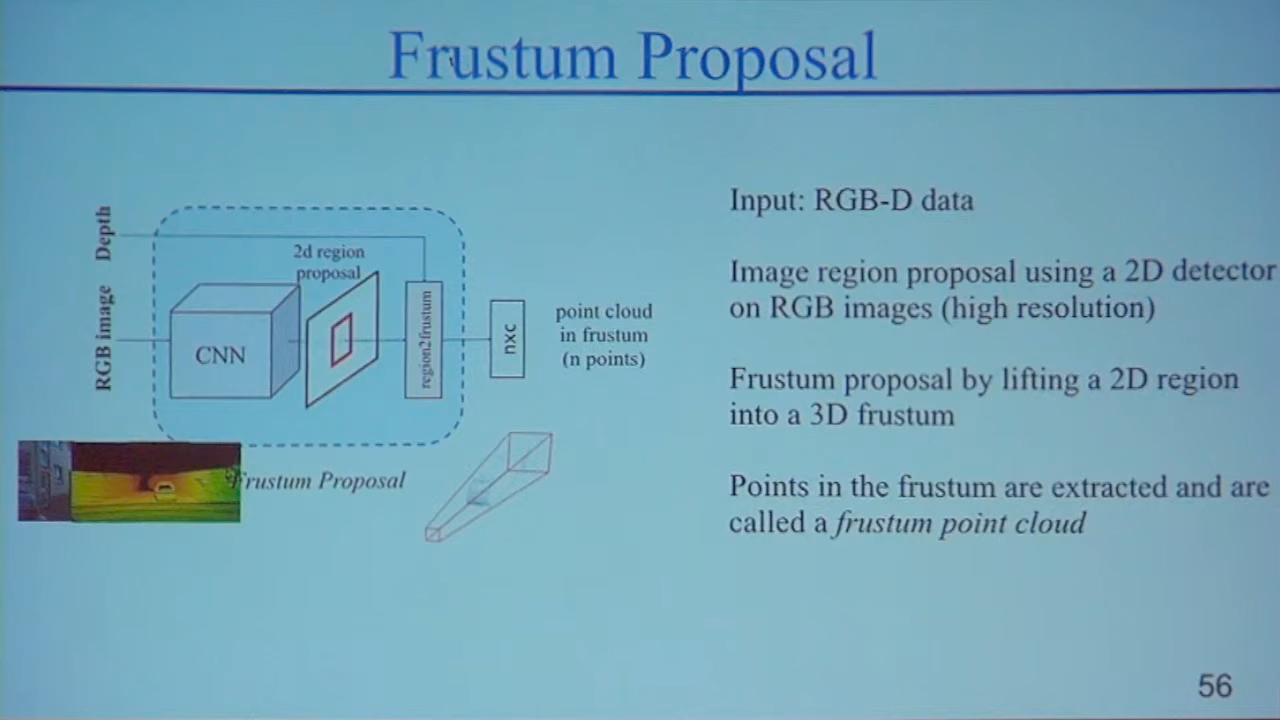 Frustum Proposal
Depth
RGB image
2d region
proposal
CNN
region2frustum
nxc
point cloud
in frustum
(n points)
Frustum Proposal
Input: RGB-D data
Image region proposal using a 2D detector
on RGB images (high resolution)
Frustum proposal by lifting a 2D region
into a 3D frustum
Points in the frustum are extracted and are
called a frustum point cloud
56